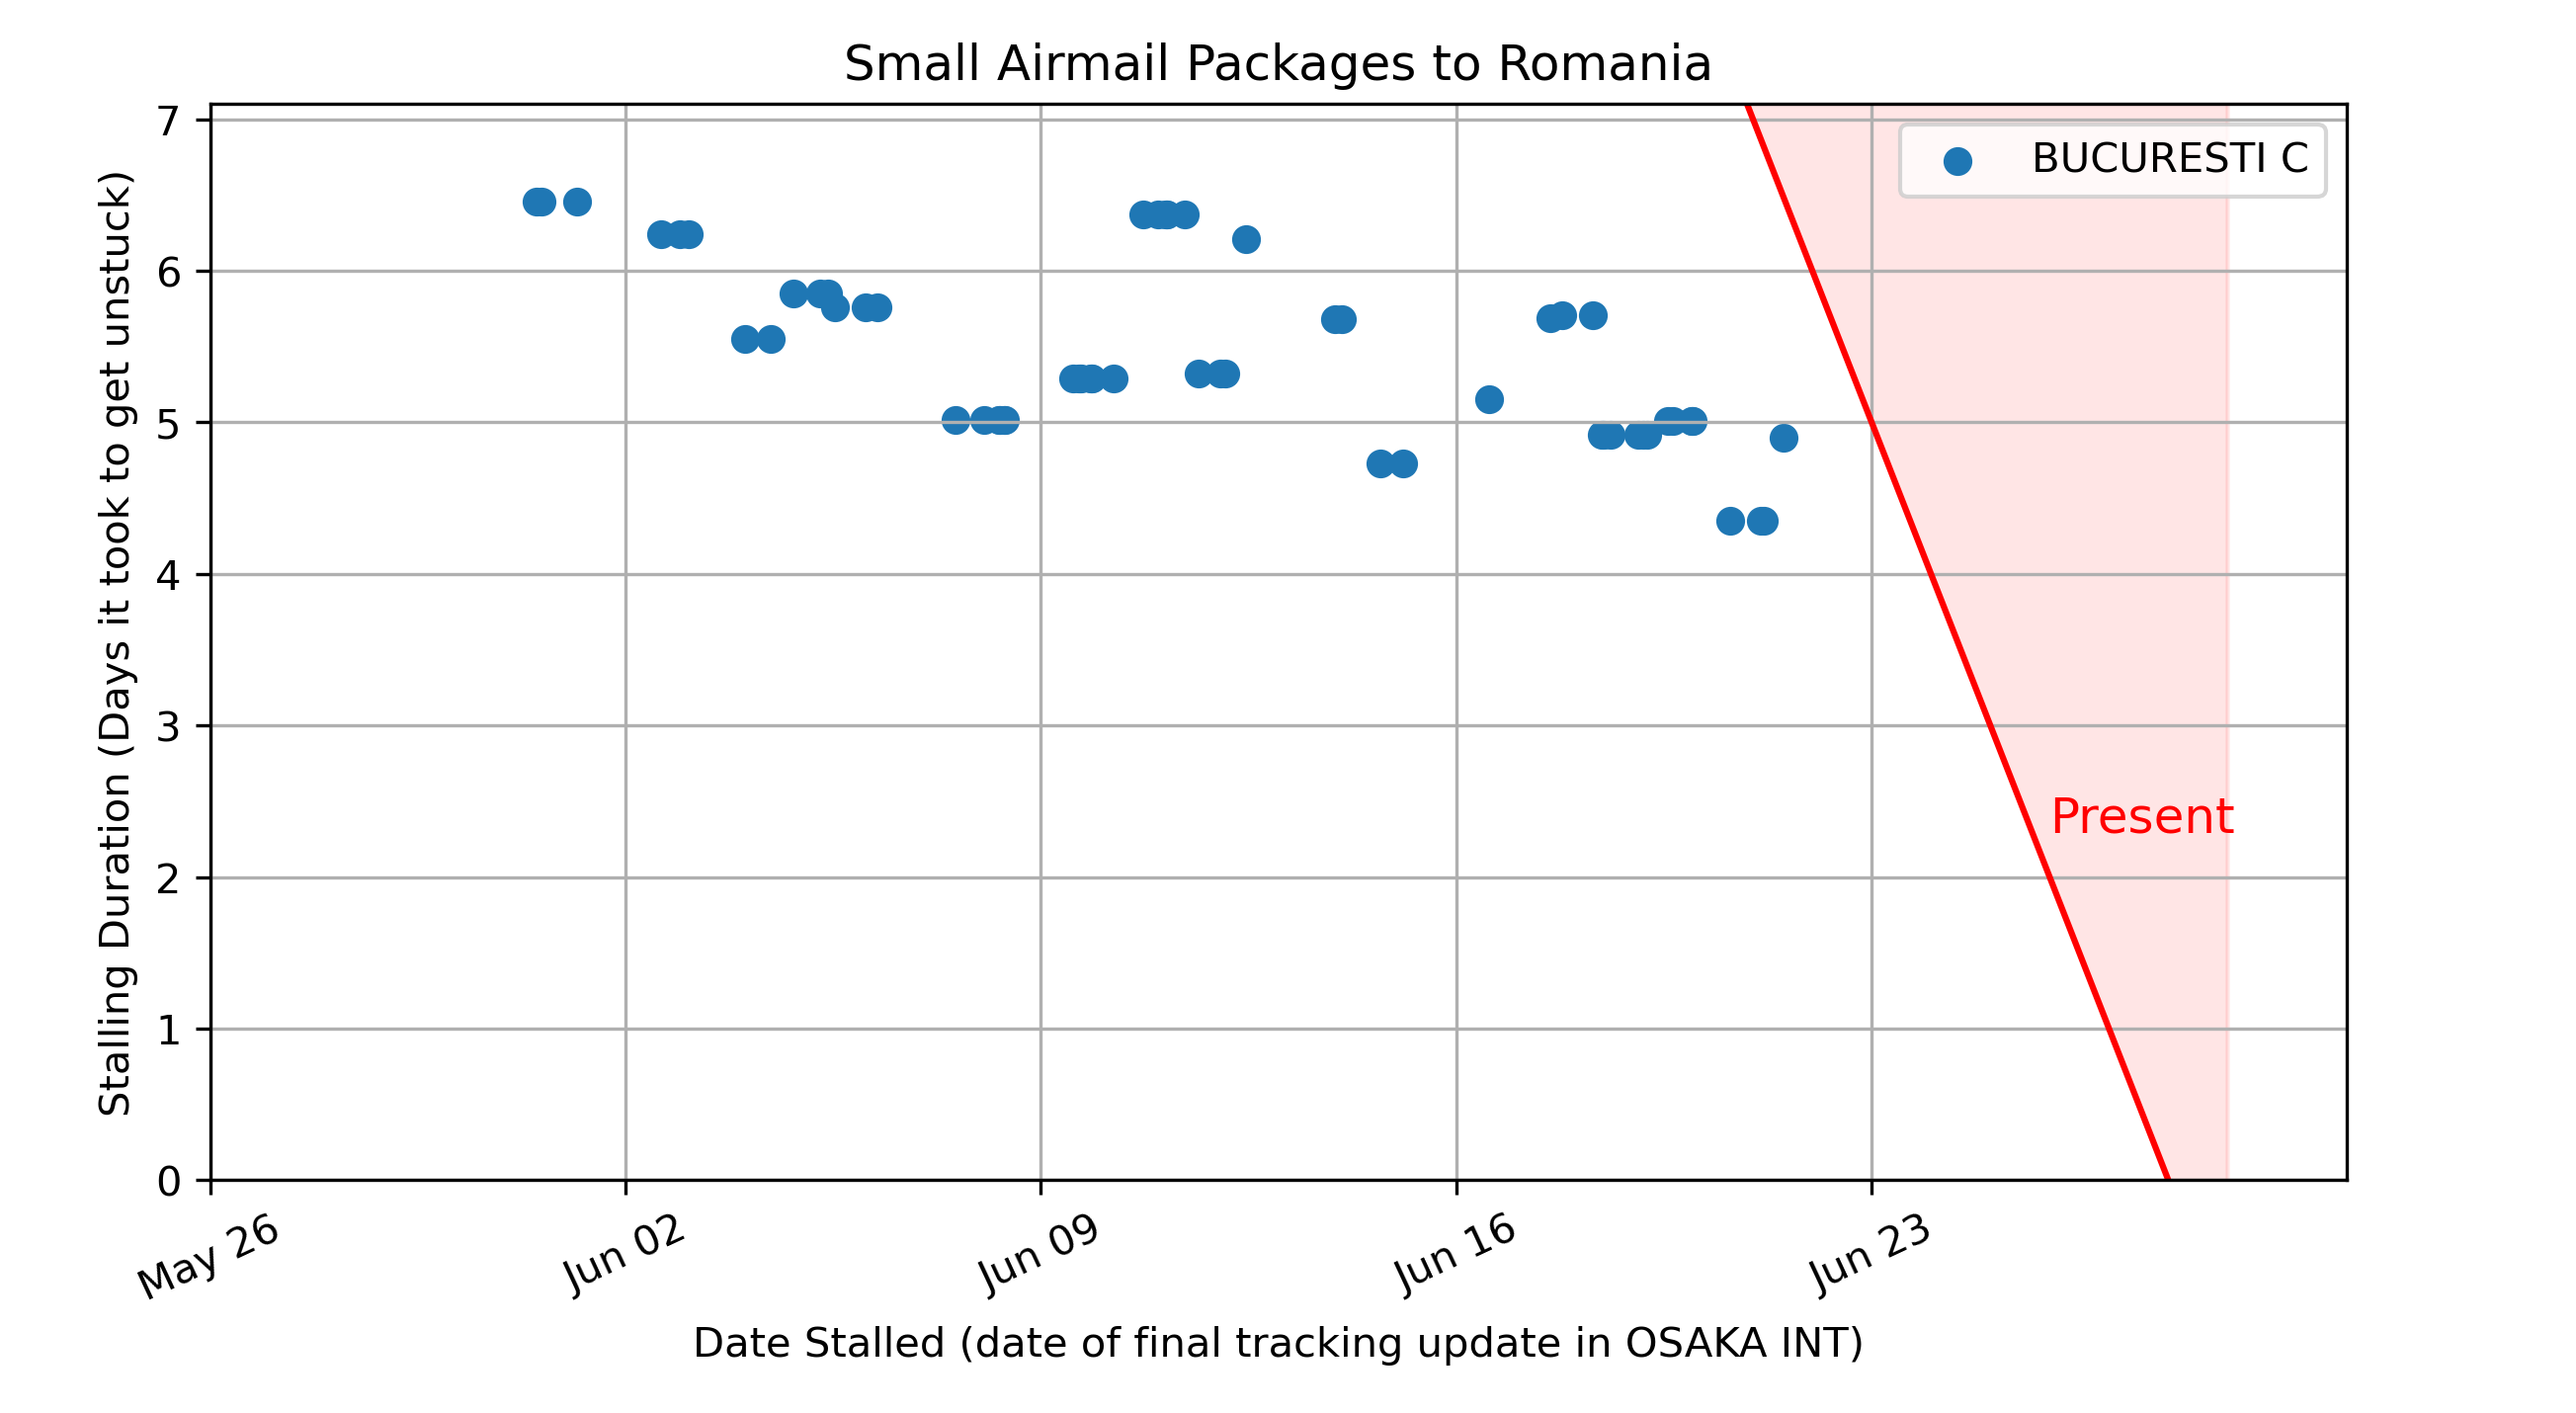 Small Airmail Packages to Romania
Stalling Duration (Days it took to get unstuck)
7
6
5
4
3
2
1
0
BUCURESTI C
Present
May 26
Jun 02
Jun 09
Jun 16
Jun 23
Date Stalled (date of final tracking update in OSAKA INT)